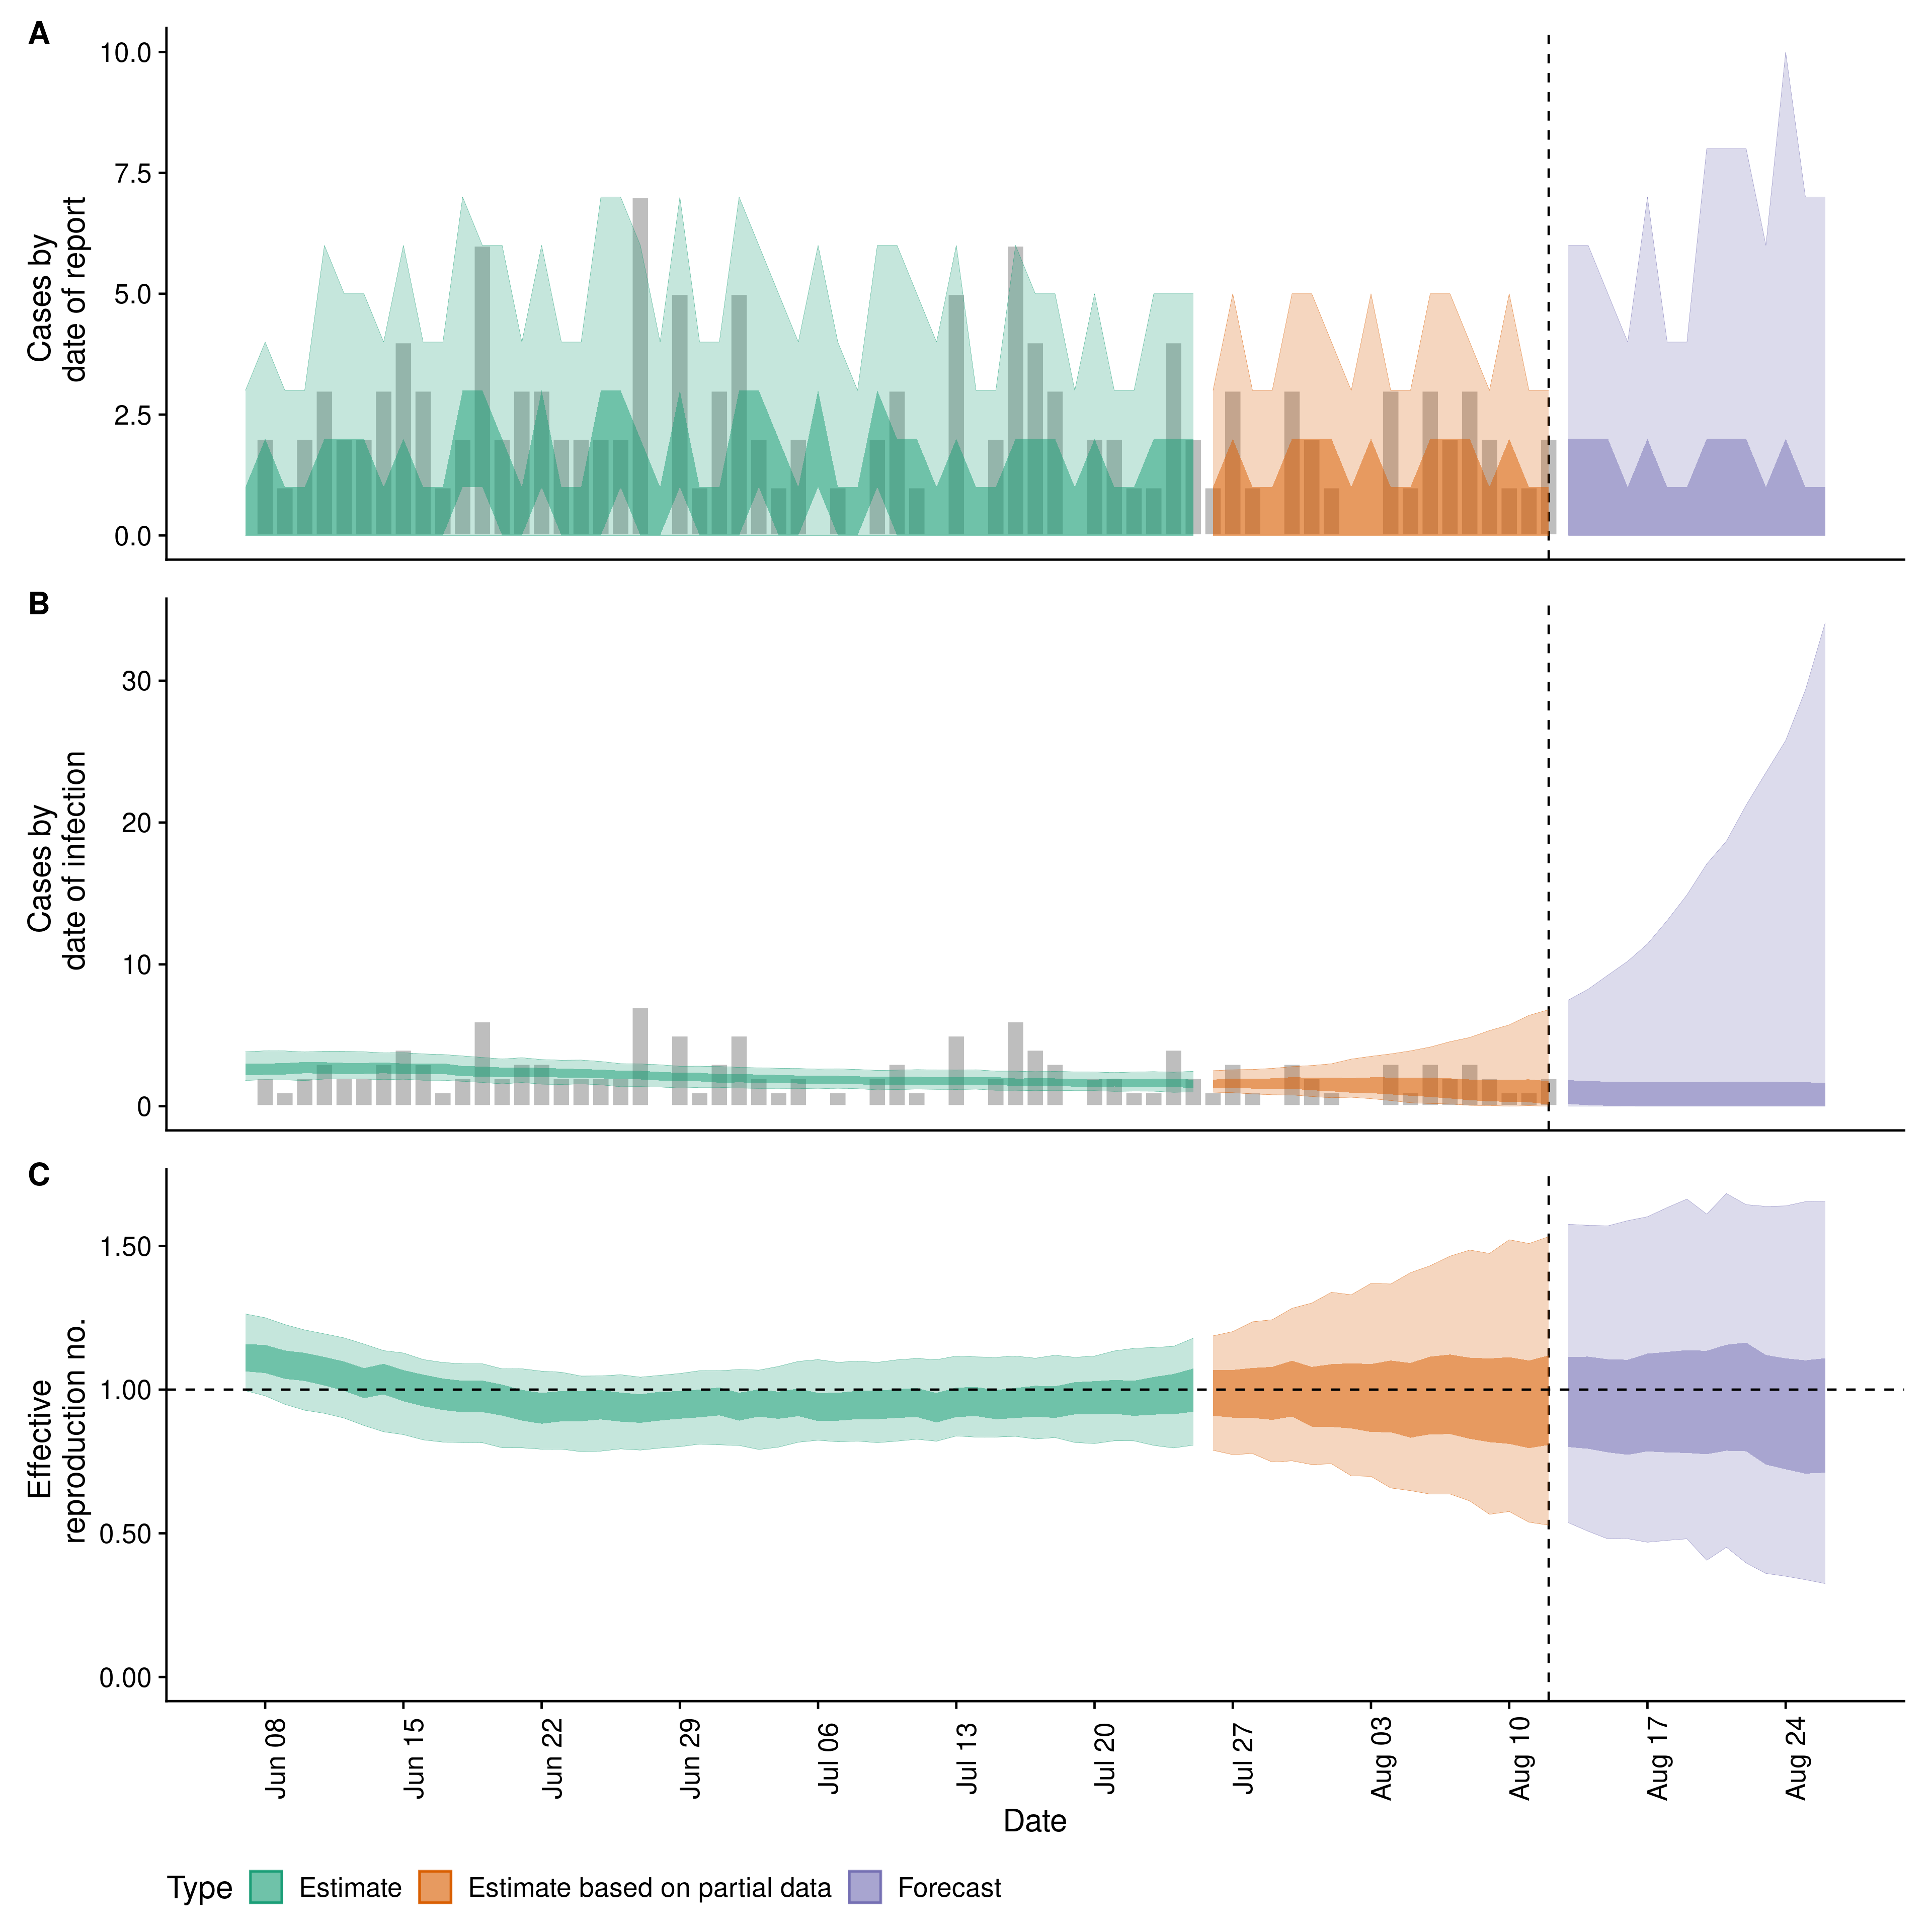 A
Cases by
date of report
10.0
7.5
5.0
2.5
0.0
B
Cases by
date of infection
30
20
10
0
C
Effective
reproduction no.
1.50
1.00
0.50
0.00
Jun 08
Jun 15
Jun 22
Jun 29
Jul 06
Jul 13
Jul 20
Jul 27
Aug 03
Aug 10
Aug 17
Aug 24
Date
Type Estimate Estimate based on partial data Forecast